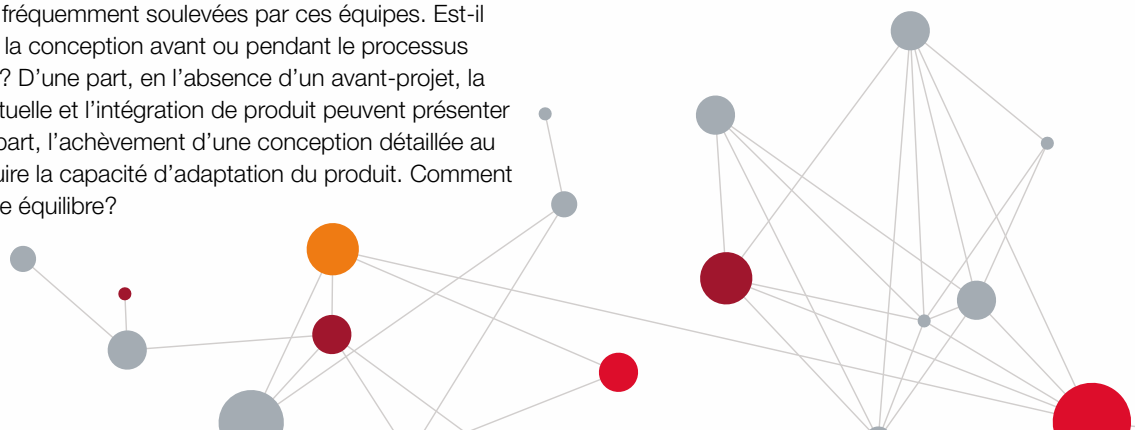 fréquemment soulevées par ces équipes. Est-il
la conception avant ou pendant le processus
? D’une part, en l’absence d’un avant-projet, la
tuelle et l’intégration de produit peuvent présenter
part, l’achèvement d’une conception détaillée au
uire la capacité d’adaptation du produit. Comment
e équilibre?